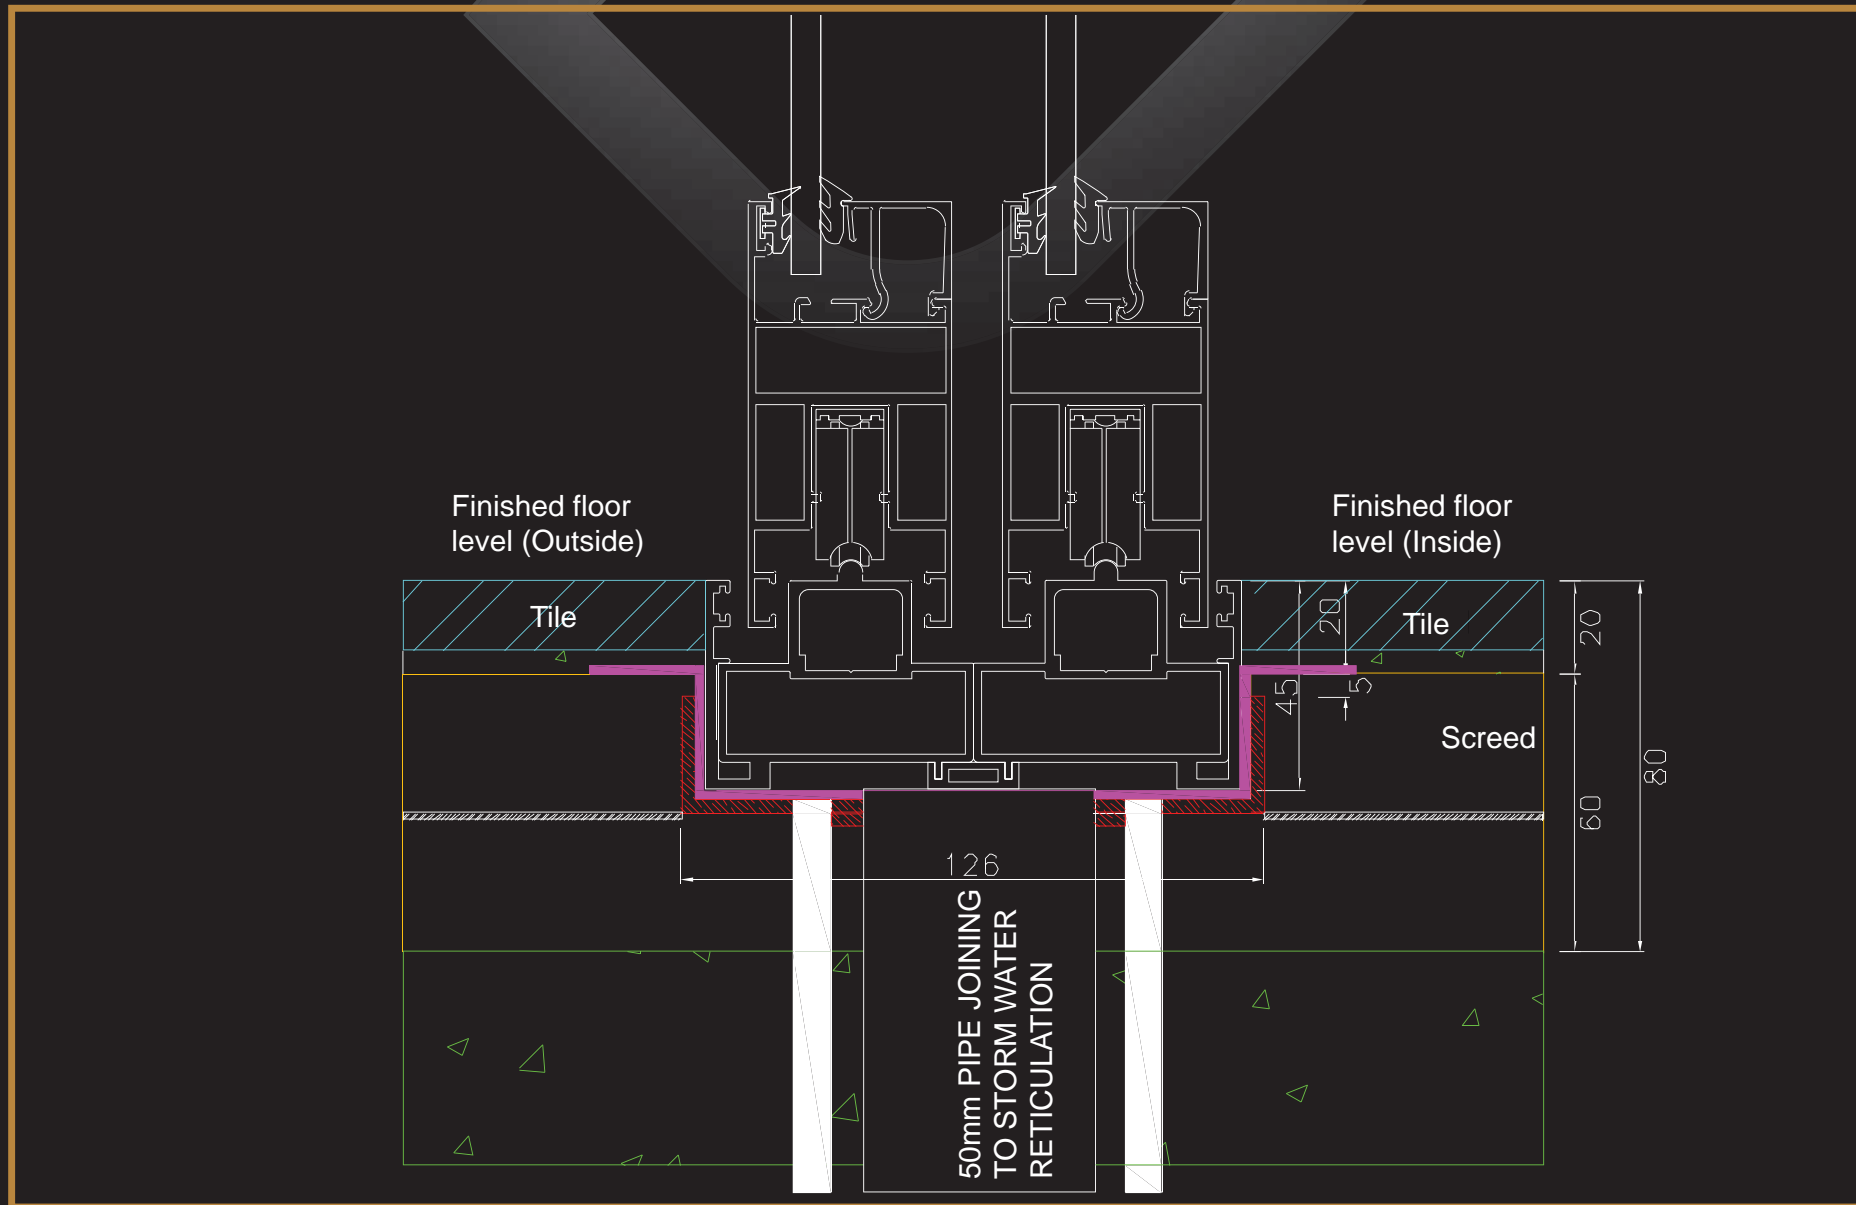 Finished floor
level (Outside)
Finished floor
level (Inside)
Tile
Tile
20
20
45
5
Screed
80
60
126
50mm PIPE JOINING
TO STORM WATER
RETICULATION